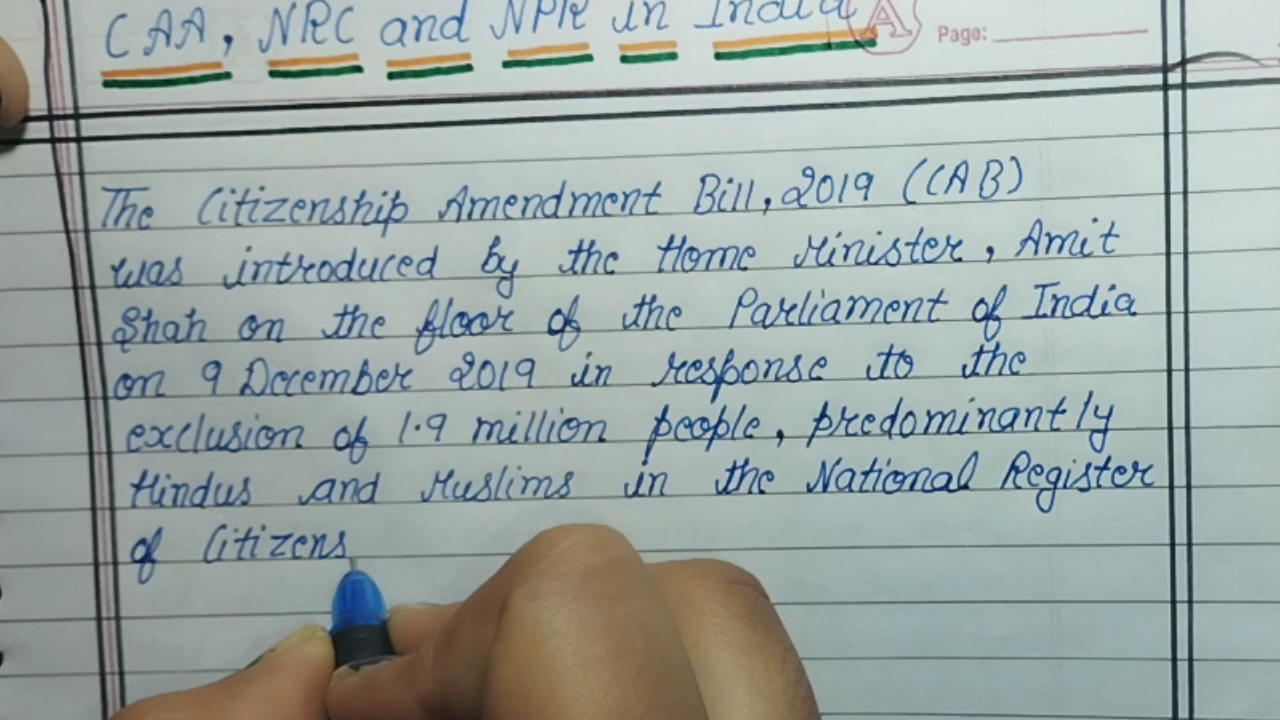 CAA, NRC and NPR in India
A Page:
The Citizenship Amendment Bill, 2019 (CAB)
was introduced by the Home Minister, Amit
Shah on the floor of the Parliament of India
on 9 December 2019 in response to the
exclusion of 1.9 million people, predominantly
Hindus and Muslims in the National Register
of Citizens